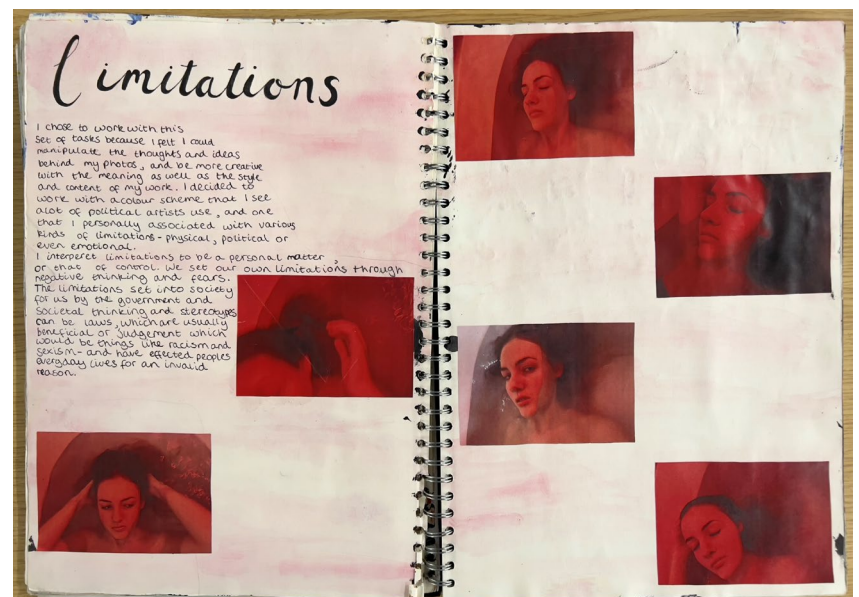 Limitations
I chose to work with this
set of tasks because I felt I could
manipulate the thoughts and ideas
behind my photos, and be more creative
with the meaning as well as the style
and content of my work. I decided to
work with a colour scheme that I see
alot of political artists use, and one
that I personally associated with various
kinds of limitations - physical, political or
even emotional.
I interperet limitations to be a personal matter,
or that of control. We set our own limitations through
negative thinking and fears.
The limitations set into society
for us by the government and
societal thinking and stereotypes
can be laws, which are usually
beneficial or judgement which
would be things like racism and
sexism - and have effected peoples
everyday lives for an invalid
reason.